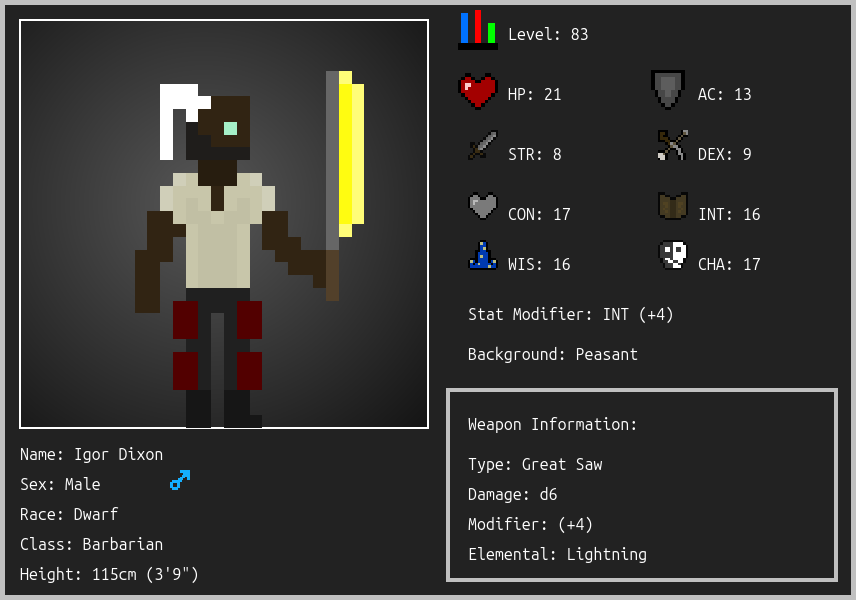 Level: 83
HP: 21
AC: 13
STR: 8
DEX: 9
CON: 17
INT: 16
WIS: 16
CHA: 17
Stat Modifier: INT (+4)
Background: Peasant
Weapon Information:
Type: Great Saw
Damage: d6
Modifier: (+4)
Elemental: Lightning
Name: Igor Dixon
Sex: Male
Race: Dwarf
Class: Barbarian
Height: 115cm (3'9")